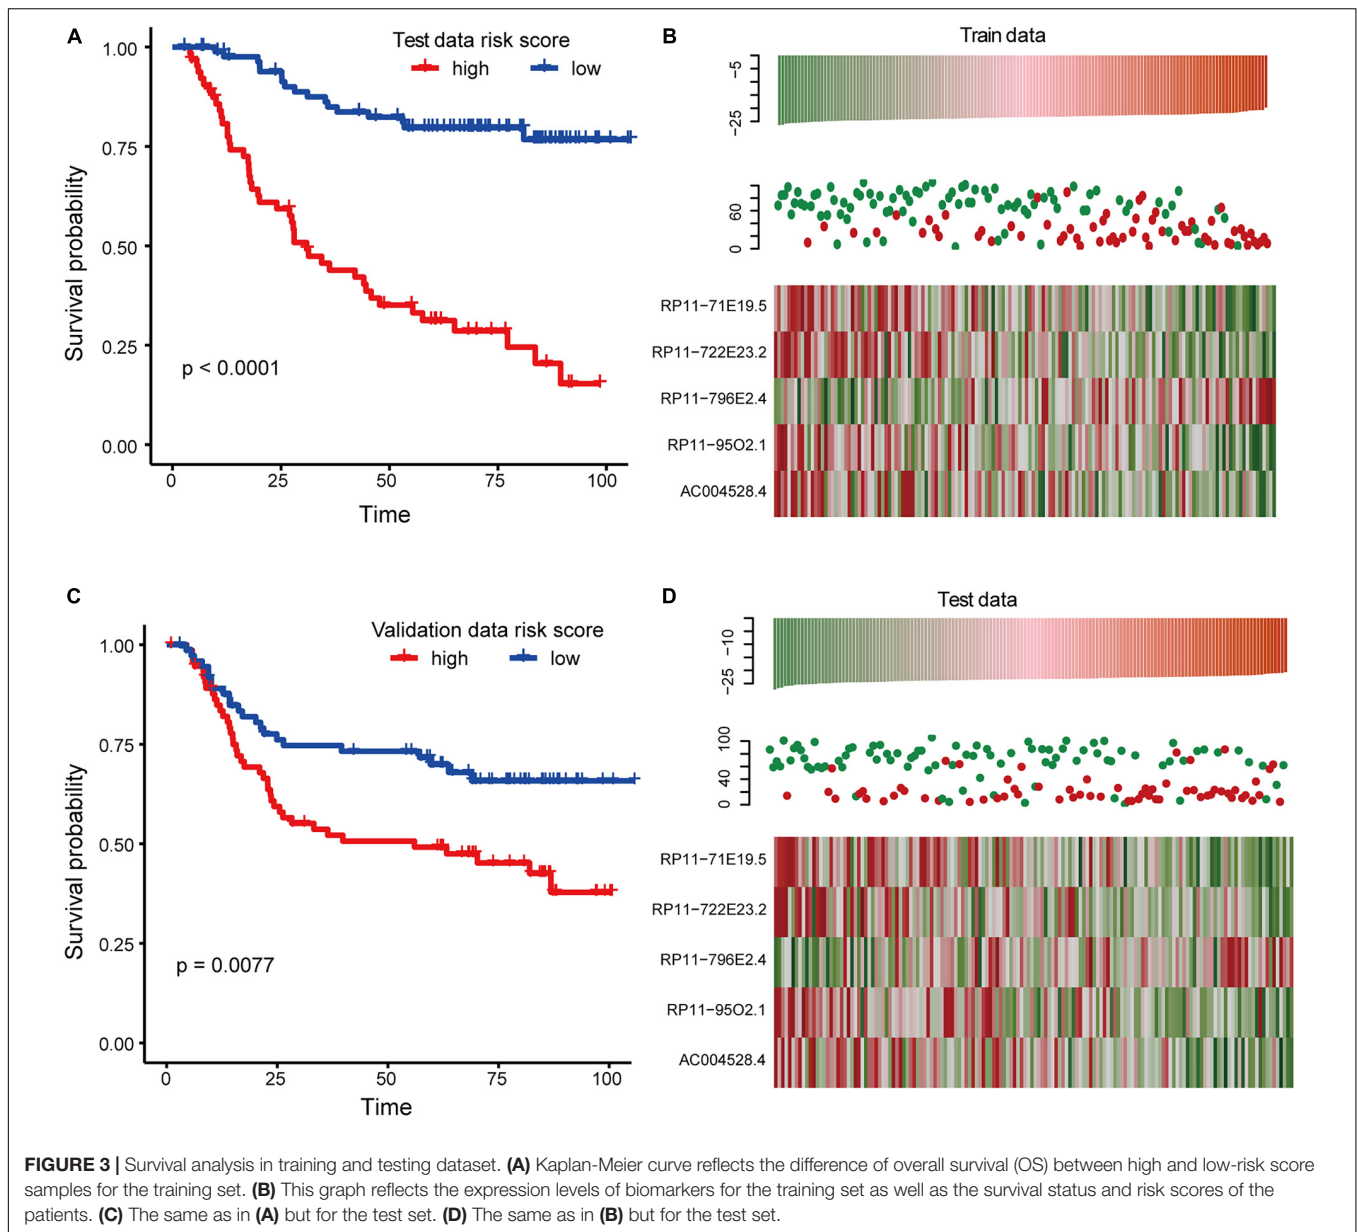 A
Test data risk score
high low
1.00
0.75
0.50
0.25
0.00
Survival probability
p < 0.0001
0 25 50 75 100
Time
B
Train data
−5
−25
60
0
RP11−71E19.5
RP11−722E23.2
RP11−796E2.4
RP11−95O2.1
AC004528.4
C
Validation data risk score
high low
1.00
0.75
0.50
0.25
0.00
Survival probability
p = 0.0077
0 25 50 75 100
Time
D
Test data
−10
−25
100
40
0
RP11−71E19.5
RP11−722E23.2
RP11−796E2.4
RP11−95O2.1
AC004528.4
FIGURE 3 | Survival analysis in training and testing dataset. (A) Kaplan-Meier curve reflects the difference of overall survival (OS) between high and low-risk score
samples for the training set. (B) This graph reflects the expression levels of biomarkers for the training set as well as the survival status and risk scores of the
patients. (C) The same as in (A) but for the test set. (D) The same as in (B) but for the test set.